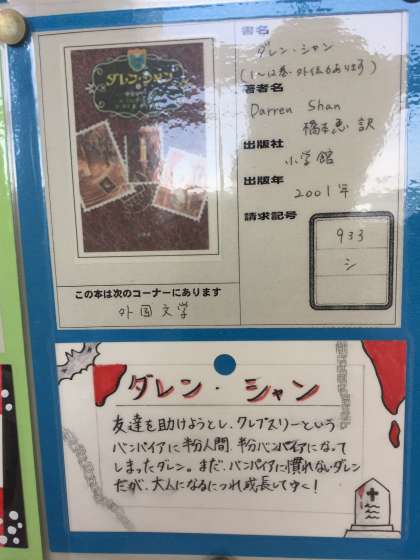 書名
ダレン・シャン
(1〜12巻.外伝もあります)
著者名
Darren Shan
橋本恵 訳
出版社
小学館
出版年
2001年
請求記号
933
シ
ダレン・シャン
この本は次のコーナーにあります
外国文学
ダレン・シャン
友達を助けようとし、クレプスリーという
バンパイアに半分人間、半分バンパイアになって
しまったダレン。まだ、バンパイアに慣れないダレン
だが、大人になるにつれ成長してゆく!